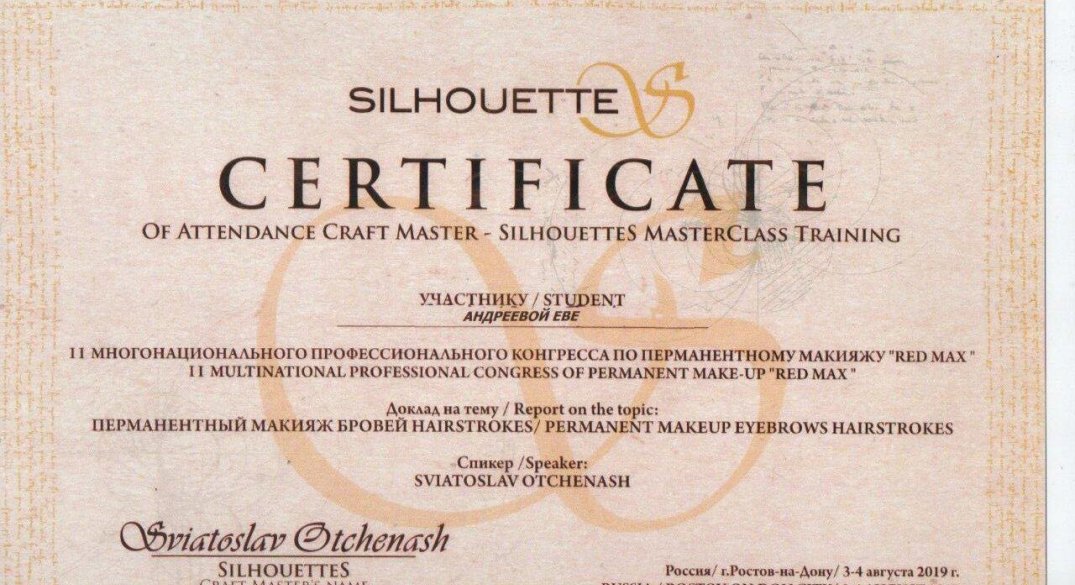 SILHOUETTE S
CERTIFICATE
OF ATTENDANCE CRAFT MASTER - SILHOUETTES MASTERCLASS TRAINING
УЧАСТНИКУ / STUDENT
АНДРЕЕВОЙ ЕВЕ
II МНОГОНАЦИОНАЛЬНОГО ПРОФЕССИОНАЛЬНОГО КОНГРЕССА ПО ПЕРМАНЕНТНОМУ МАКИЯЖУ "RED MAX "
II MULTINATIONAL PROFESSIONAL CONGRESS OF PERMANENT MAKE-UP "RED MAX "
Доклад на тему / Report on the topic:
ПЕРМАНЕНТНЫЙ МАКИЯЖ БРОВЕЙ HAIRSTROKES/ PERMANENT MAKEUP EYEBROWS HAIRSTROKES
Спикер /Speaker:
SVIATOSLAV OTCHENASH
Sviatoslav Otchenash
SILHOUETTES
CRAFT MASTER'S NAME
Россия/ г.Ростов-на-Дону/ 3-4 августа 2019 г.